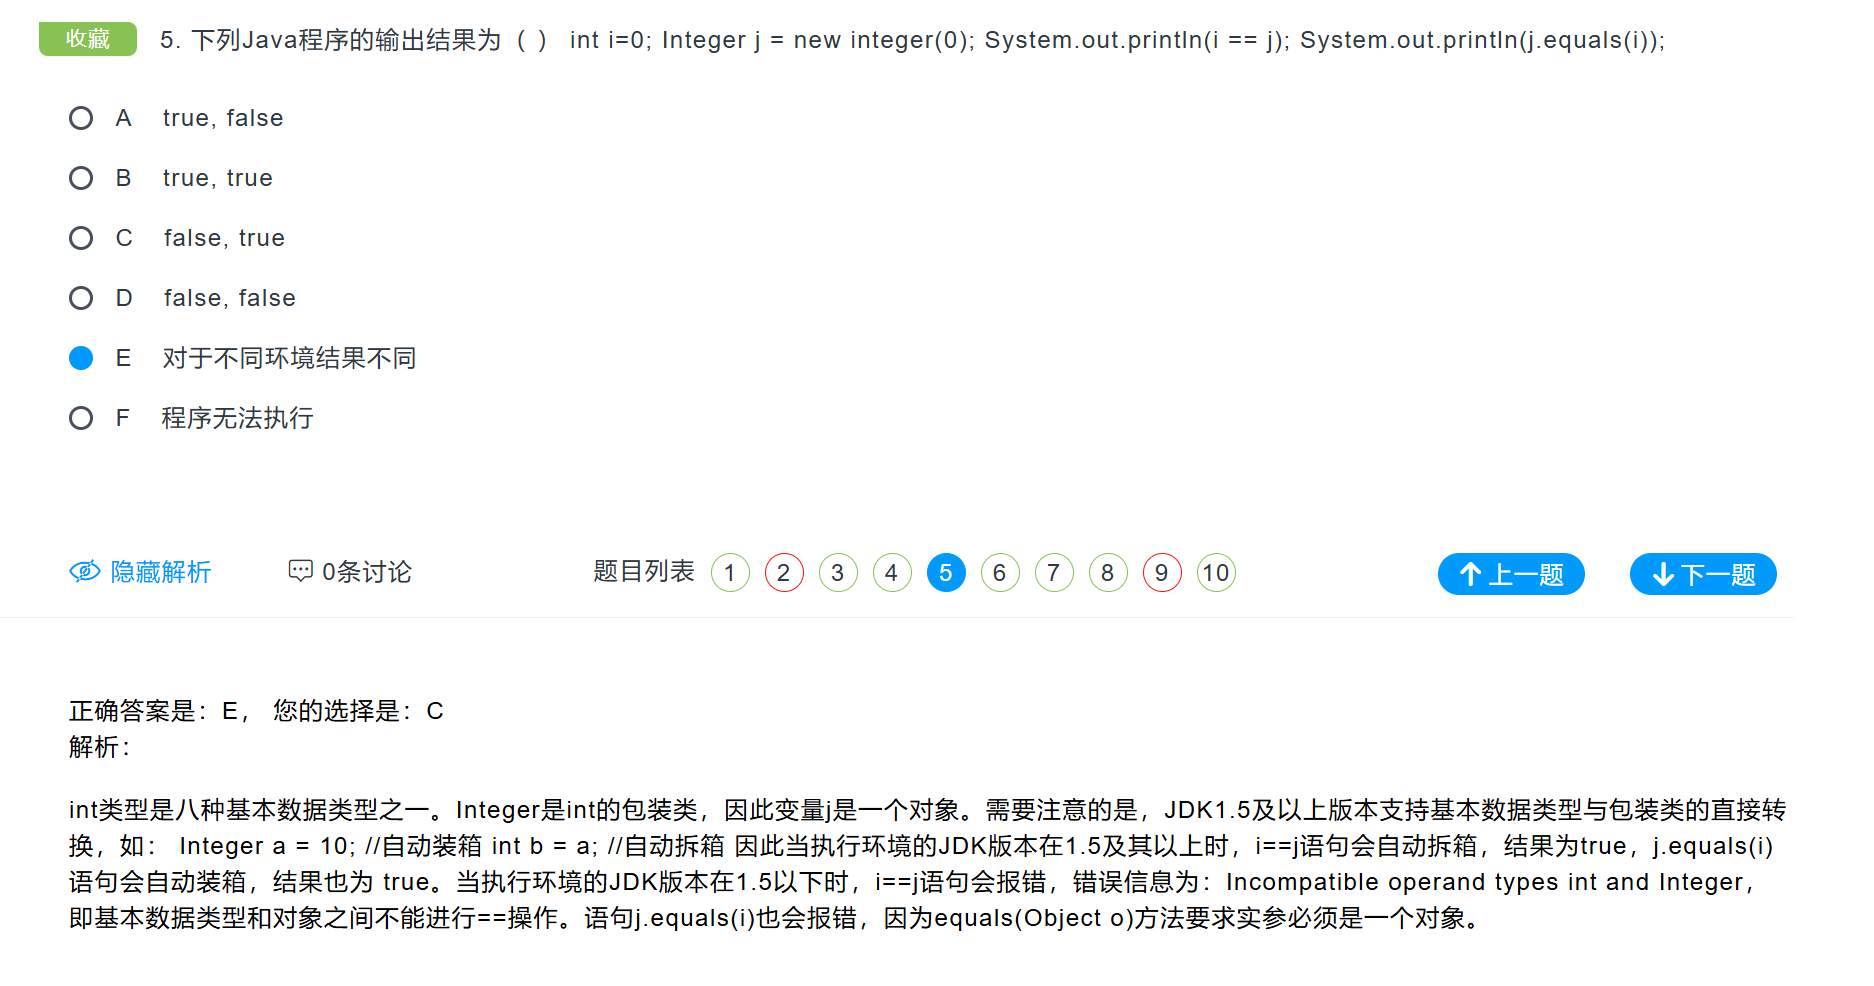 收藏 5. 下列Java程序的输出结果为（ ） int i=0; Integer j = new integer(0); System.out.println(i == j); System.out.println(j.equals(i));
A true, false
B true, true
C false, true
D false, false
E 对于不同环境结果不同
F 程序无法执行
隐藏解析 0条讨论 题目列表 1 2 3 4 5 6 7 8 9 10 上一题 下一题
正确答案是：E， 您的选择是：C
解析：
int类型是八种基本数据类型之一。Integer是int的包装类，因此变量j是一个对象。需要注意的是，JDK1.5及以上版本支持基本数据类型与包装类的直接转
换，如： Integer a = 10; //自动装箱 int b = a; //自动拆箱 因此当执行环境的JDK版本在1.5及其以上时，i==j语句会自动拆箱，结果为true，j.equals(i)
语句会自动装箱，结果也为 true。当执行环境的JDK版本在1.5以下时，i==j语句会报错，错误信息为：Incompatible operand types int and Integer，
即基本数据类型和对象之间不能进行==操作。语句j.equals(i)也会报错，因为equals(Object o)方法要求实参必须是一个对象。